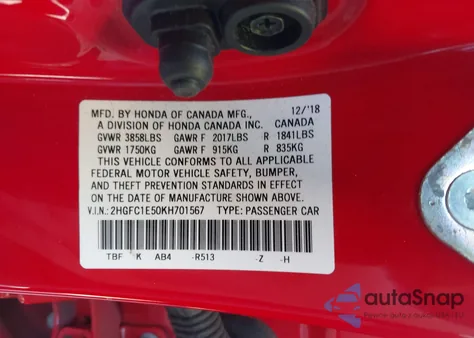 MFD. BY HONDA OF CANADA MFG., 12/'18
A DIVISION OF HONDA CANADA INC. CANADA
GVWR 3858LBS GAWR F 2017LBS R 1841LBS
GVWR 1750KG GAWR F 915KG R 835KG
THIS VEHICLE CONFORMS TO ALL APPLICABLE
FEDERAL MOTOR VEHICLE SAFETY, BUMPER,
AND THEFT PREVENTION STANDARDS IN EFFECT
ON THE DATE OF MANUFACTURE SHOWN ABOVE.
V.I.N.: 2HGFC1E50KH701567 TYPE: PASSENGER CAR
TBF K AB4 -R513 -Z -H
autoSnap